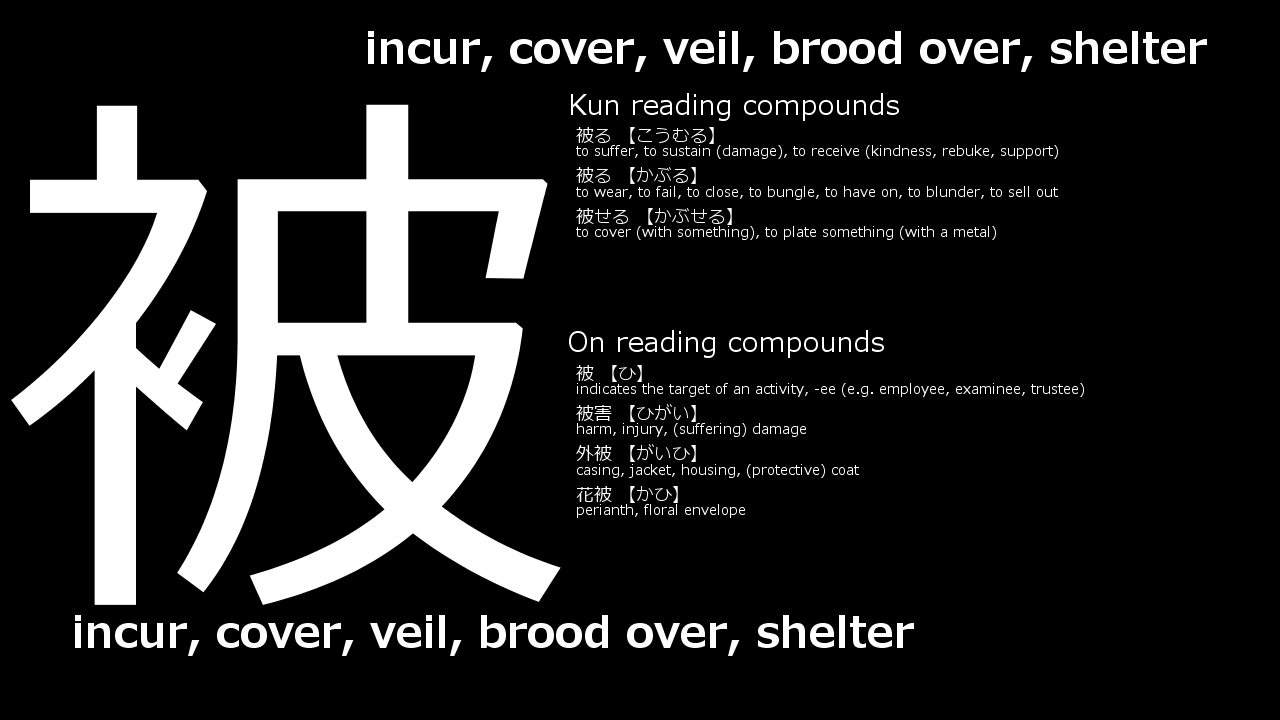 incur, cover, veil, brood over, shelter
被
Kun reading compounds
被る 【こうむる】
to suffer, to sustain (damage), to receive (kindness, rebuke, support)
被る 【かぶる】
to wear, to fail, to close, to bungle, to have on, to blunder, to sell out
被せる 【かぶせる】
to cover (with something), to plate something (with a metal)
On reading compounds
被 【ひ】
indicates the target of an activity, -ee (e.g. employee, examinee, trustee)
被害 【ひがい】
harm, injury, (suffering) damage
外被 【がいひ】
casing, jacket, housing, (protective) coat
花被 【かひ】
perianth, floral envelope
incur, cover, veil, brood over, shelter